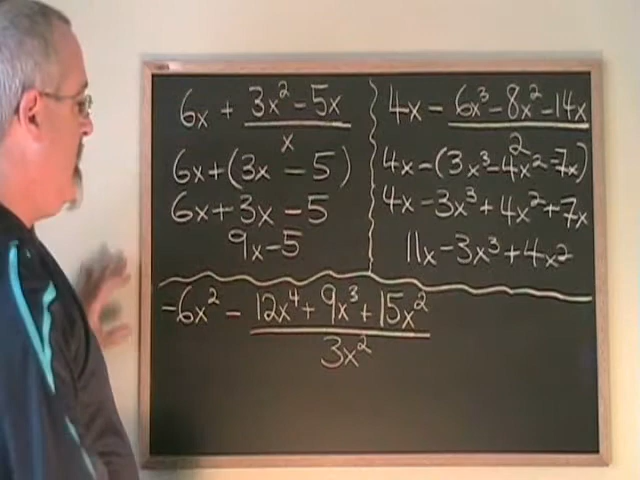 6x + 3x² - 5x
x
6x + (3x - 5)
6x + 3x - 5
9x - 5
4x - 6x³ - 8x² - 14x
2
4x - (3x³ - 4x² - 7x)
4x - 3x³ + 4x² + 7x
11x - 3x³ + 4x²
-6x² - 12x⁴ + 9x³ + 15x²
3x²